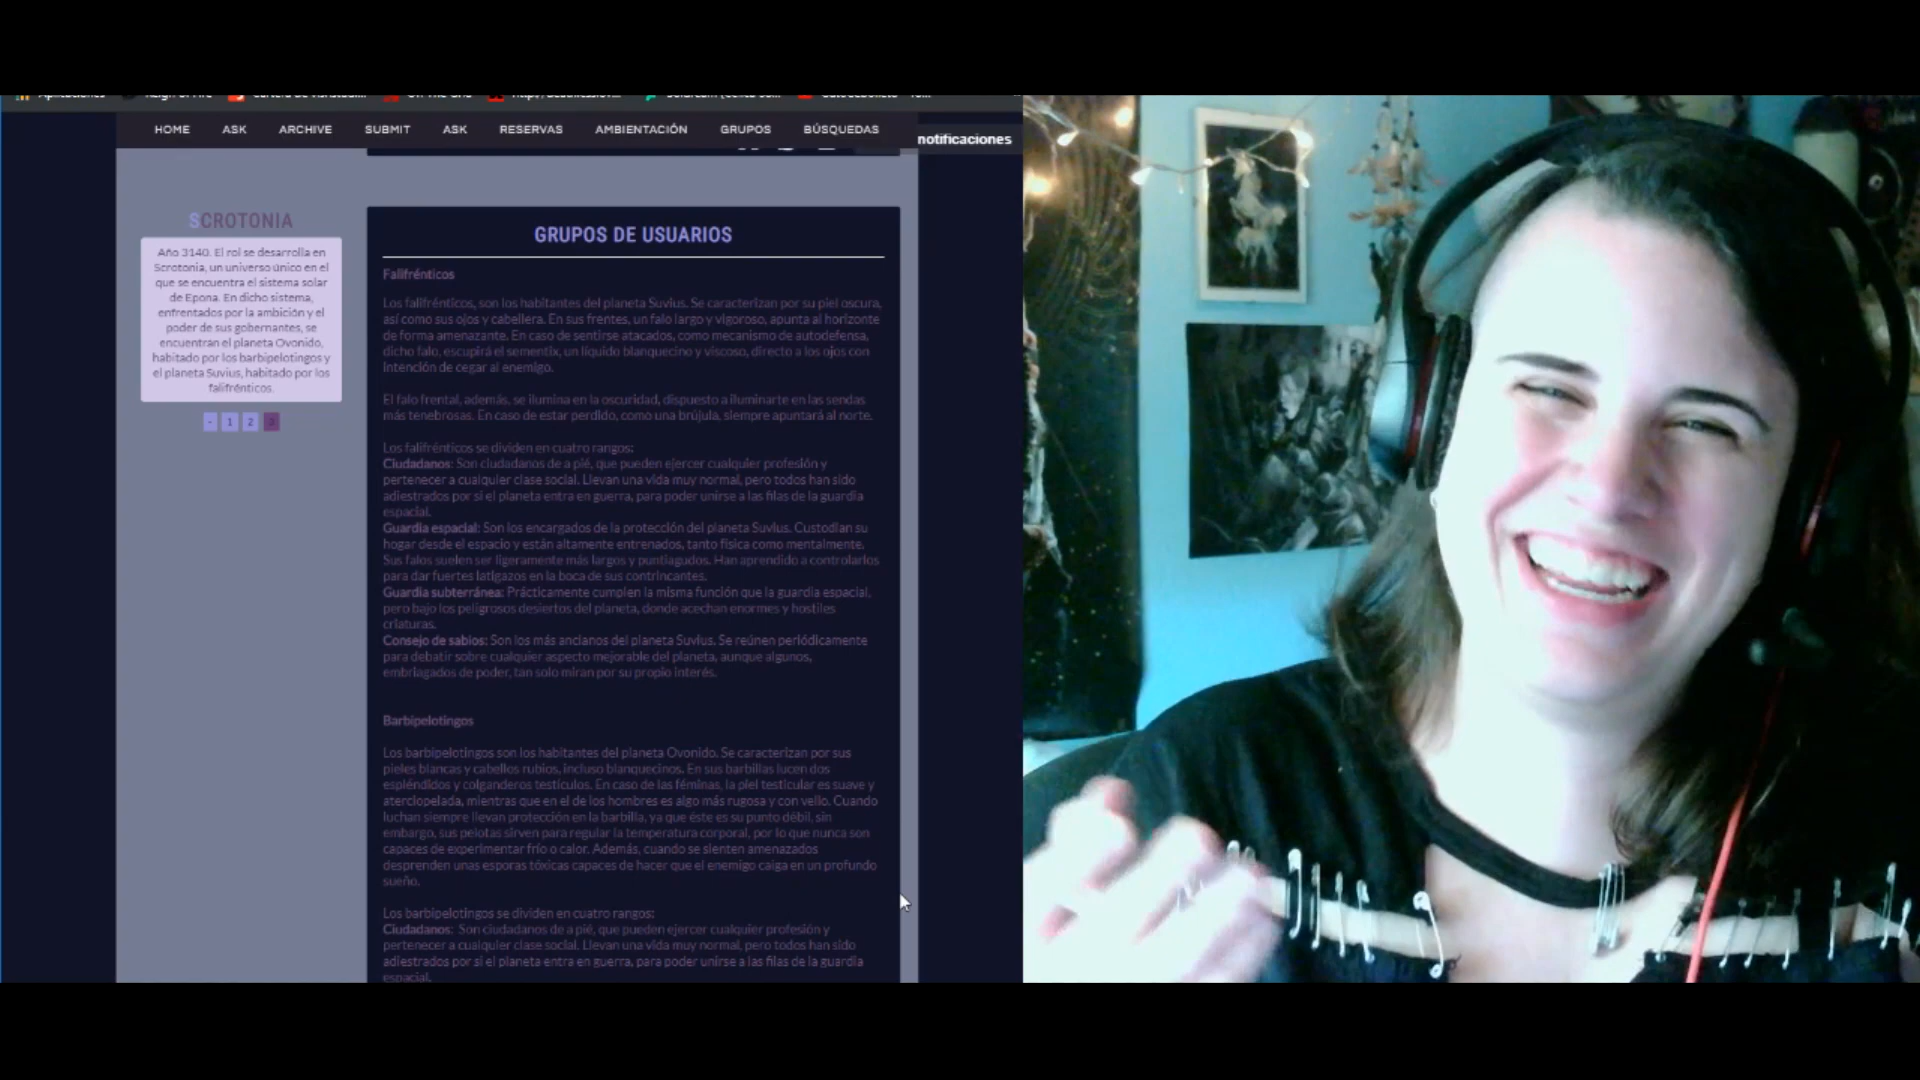 HOME ASK ARCHIVE SUBMIT ASK RESERVAS AMBIENTACIÓN GRUPOS BÚSQUEDAS
notificaciones
SCROTONIA
Año 3140. El rol se desarrolla en
Scrotonia, un universo único en el
que se encuentra el sistema solar
de Epona. En dicho sistema,
enfrentados por la ambición y el
poder de sus gobernantes, se
encuentran el planeta Ovonido,
habitado por los barbipelotingos y
el planeta Suvius, habitado por los
falifrénticos.
- 1 2 3
GRUPOS DE USUARIOS
Falifrénticos
Los falifrénticos, son los habitantes del planeta Suvius. Se caracterizan por su piel oscura,
así como sus ojos y cabellera. En sus frentes, un falo largo y vigoroso, apunta al horizonte
de forma amenazante. En caso de sentirse atacados, como mecanismo de autodefensa,
dicho falo, escupirá el sementix, un líquido blanquecino y viscoso, directo a los ojos con
intención de cegar al enemigo.
El falo frontal, además, se ilumina en la oscuridad, dispuesto a iluminarte en las sendas
más tenebrosas. En caso de estar perdido, como una brújula, siempre apuntará al norte.
Los falifrénticos se dividen en cuatro rangos:
Ciudadanos: Son ciudadanos de a pié, que pueden ejercer cualquier profesión y
pertenecer a cualquier clase social. Llevan una vida muy normal, pero todos han sido
adiestrados por si el planeta entra en guerra, para poder unirse a las filas de la guardia
espacial.
Guardia espacial: Son los encargados de la protección del planeta Suvius. Custodian su
hogar desde el espacio y están altamente entrenados, tanto física como mentalmente.
Sus falos suelen ser ligeramente más largos y puntiagudos. Han aprendido a controlarlos
para dar fuertes latigazos en la boca de sus contrincantes.
Guardia subterránea: Prácticamente cumplen la misma función que la guardia espacial,
pero bajo los peligrosos desiertos del planeta, donde acechan enormes y hostiles
criaturas.
Consejo de sabios: Son los más ancianos del planeta Suvius. Se reúnen periódicamente
para debatir sobre cualquier aspecto mejorable del planeta, aunque algunos,
embriagados de poder, tan solo miran por su propio interés.
Barbipelotingos
Los barbipelotingos son los habitantes del planeta Ovonido. Se caracterizan por sus
pieles blancas y cabellos rubios, incluso blanquecinos. En sus barbillas lucen dos
espléndidos y colganderos testículos. En caso de las féminas, la piel testicular es suave y
aterciopelada, mientras que en el de los hombres es algo más rugosa y con vello. Cuando
luchan siempre llevan protección en la barbilla, ya que éste es su punto débil, sin
embargo, sus pelotas sirven para regular la temperatura corporal, por lo que nunca son
capaces de experimentar frío o calor. Además, cuando se sienten amenazados
desprenden unas esporas tóxicas capaces de hacer que el enemigo caiga en un profundo
sueño.
Los barbipelotingos se dividen en cuatro rangos:
Ciudadanos: Son ciudadanos de a pié, que pueden ejercer cualquier profesión y
pertenecer a cualquier clase social. Llevan una vida muy normal, pero todos han sido
adiestrados por si el planeta entra en guerra, para poder unirse a las filas de la guardia
espacial.